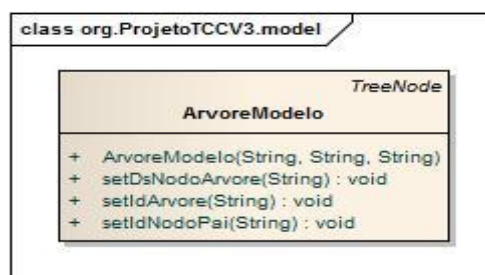 class org.ProjetoTCCV3.model
TreeNode
ArvoreModelo
+ ArvoreModelo(String, String, String)
+ setDsNodoArvore(String) : void
+ setIdArvore(String) : void
+ setIdNodoPai(String) : void